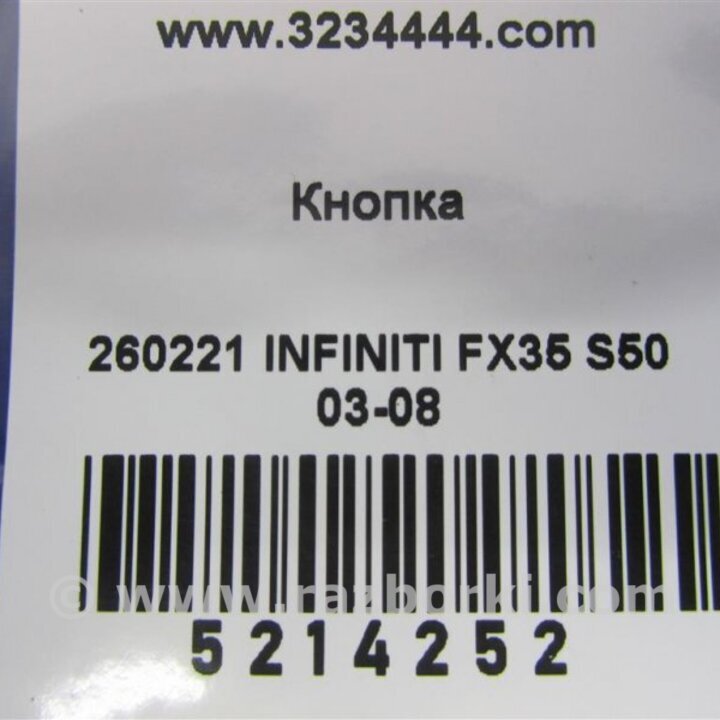 www.3234444.com
Кнопка
260221 INFINITI FX35 S50
03-08
© www.razborki.com
5214252